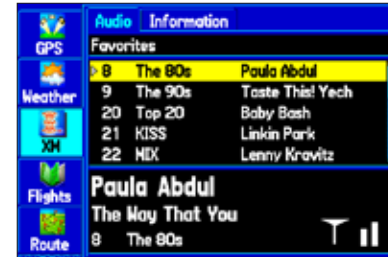 Audio Information
Favorites
8 The 80s Paula Abdul
9 The 90s Taste This! Yech
20 Top 20 Baby Bash
21 KISS Linkin Park
22 MIX Lenny Kravitz
Paula Abdul
The Way That You
8 The 80s
GPS
Weather
XM
Flights
Route